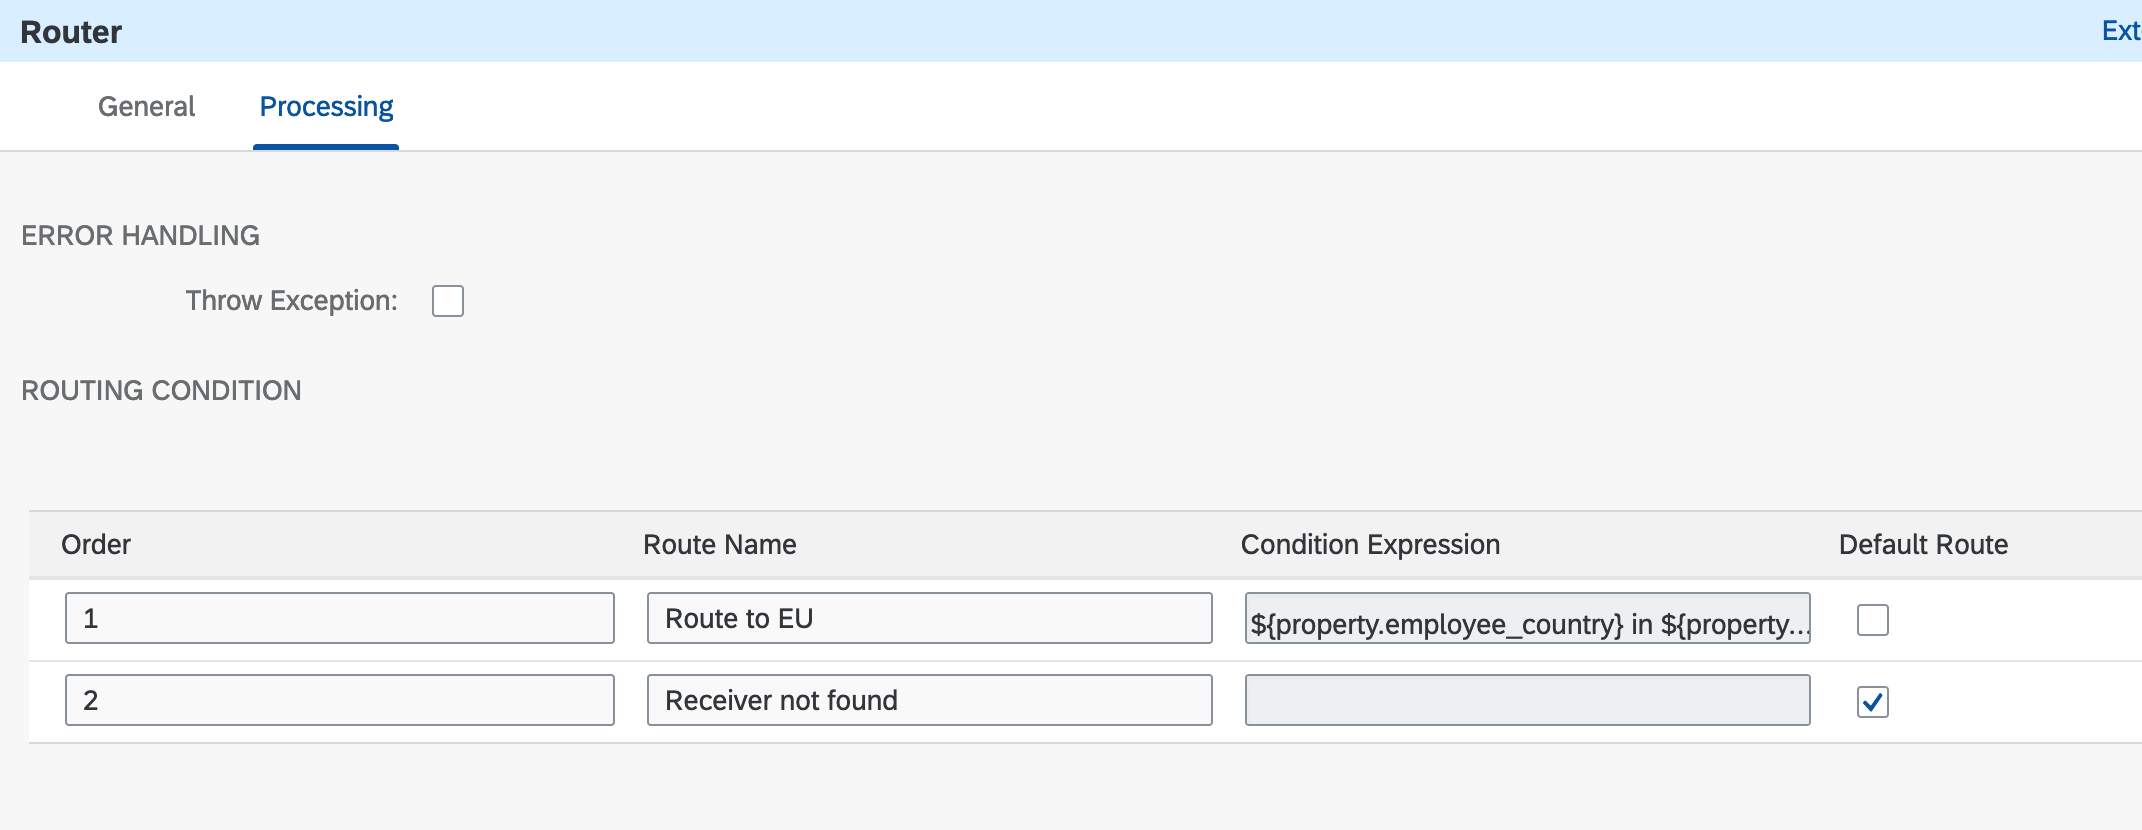 Router
Ext
General Processing
ERROR HANDLING
Throw Exception:
ROUTING CONDITION
Order Route Name Condition Expression Default Route
1 Route to EU ${property.employee_country} in ${property...
2 Receiver not found